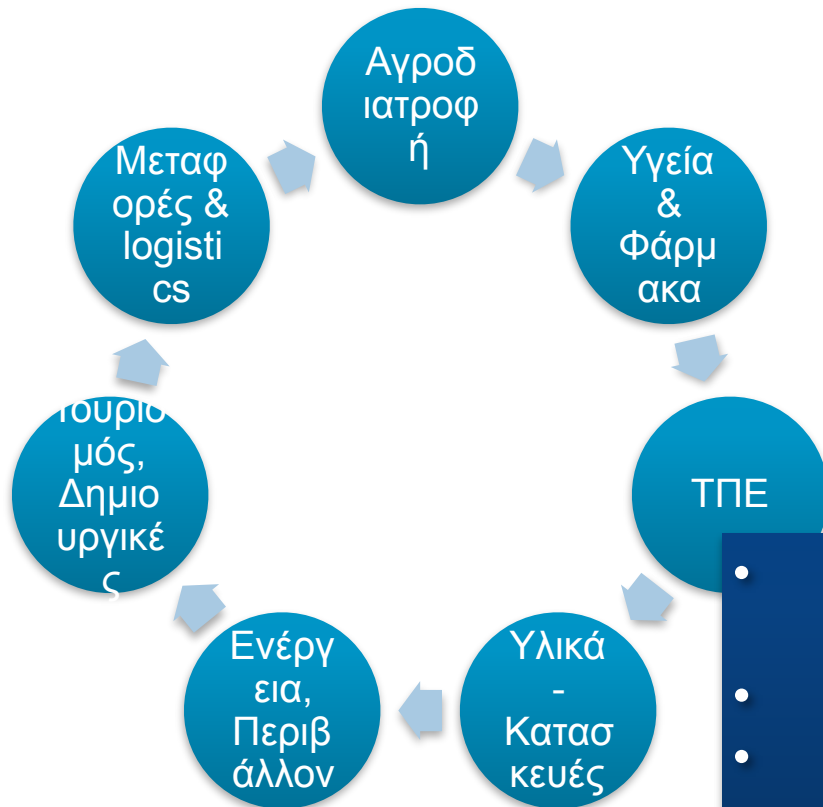 Αγροδ
ιατροφ
ή
Υγεία
&
Φάρμ
ακα
ΤΠΕ
Υλικά
-
Κατασ
κευές
Ενέργ
εια,
Περιβ
άλλον
Τουρισ
μός,
Δημιο
υργικέ
ς
Μεταφ
ορές &
logisti
cs